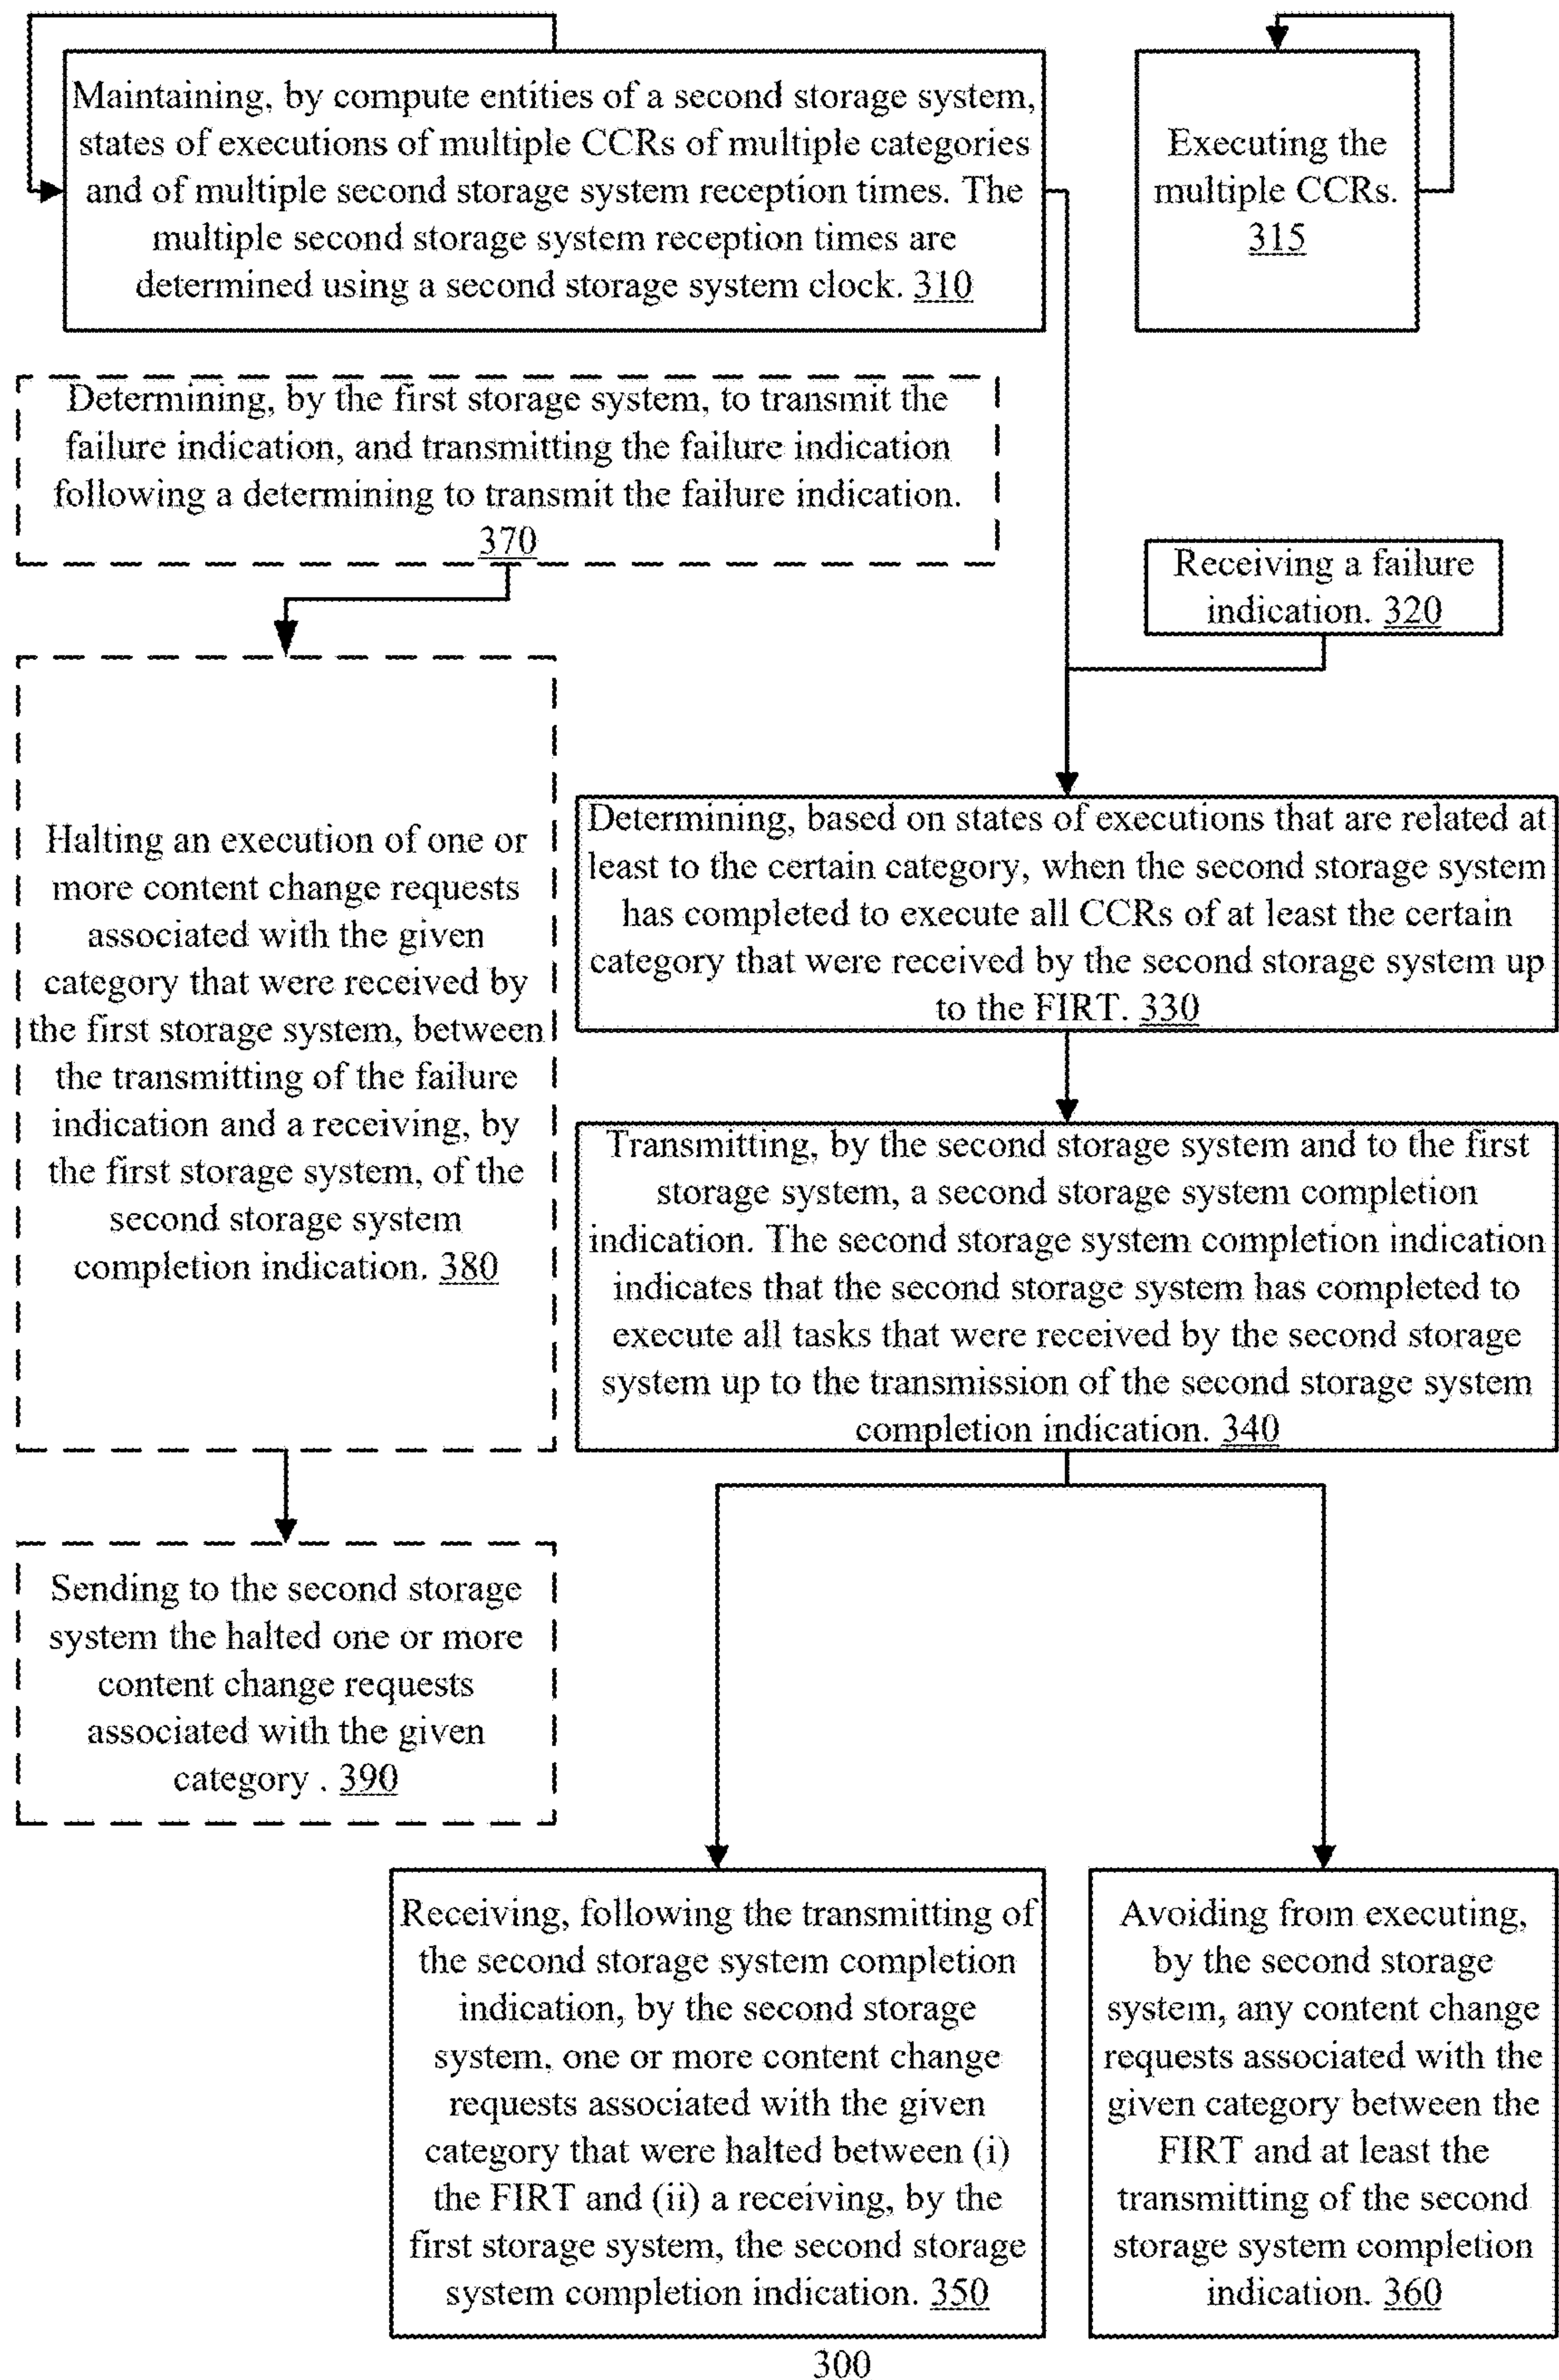 Maintaining, by compute entities of a second storage system,
states of executions of multiple CCRs of multiple categories
and of multiple second storage system reception times. The
multiple second storage system reception times are
determined using a second storage system clock. 310
Executing the
multiple CCRs.
315
Determining, by the first storage system, to transmit the
failure indication, and transmitting the failure indication
following a determining to transmit the failure indication.
370
Receiving a failure
indication. 320
Halting an execution of one or
more content change requests
associated with the given
category that were received by
the first storage system, between
the transmitting of the failure
indication and a receiving, by
the first storage system, of the
second storage system
completion indication. 380
Determining, based on states of executions that are related at
least to the certain category, when the second storage system
has completed to execute all CCRs of at least the certain
category that were received by the second storage system up
to the FIRT. 330
Transmitting, by the second storage system and to the first
storage system, a second storage system completion
indication. The second storage system completion indication
indicates that the second storage system has completed to
execute all tasks that were received by the second storage
system up to the transmission of the second storage system
completion indication. 340
Sending to the second storage
system the halted one or more
content change requests
associated with the given
category . 390
Receiving, following the transmitting of
the second storage system completion
indication, by the second storage
system, one or more content change
requests associated with the given
category that were halted between (i)
the FIRT and (ii) a receiving, by the
first storage system, the second storage
system completion indication. 350
Avoiding from executing,
by the second storage
system, any content change
requests associated with the
given category between the
FIRT and at least the
transmitting of the second
storage system completion
indication. 360
300